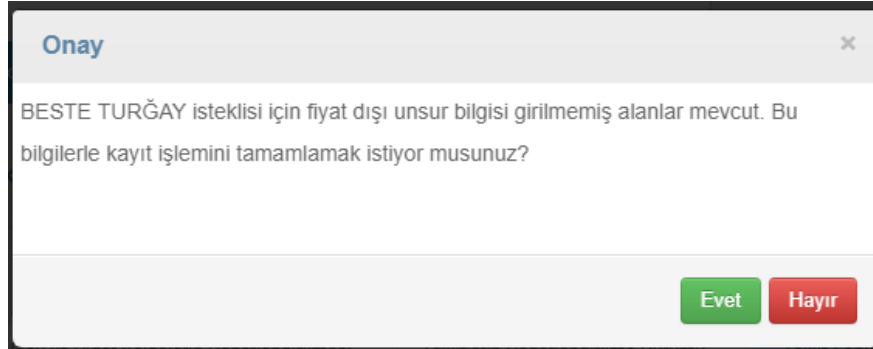 Onay
×
BESTE TURĞAY isteklisi için fiyat dışı unsur bilgisi girilmemiş alanlar mevcut. Bu
bilgilerle kayıt işlemini tamamlamak istiyor musunuz?
Evet Hayır